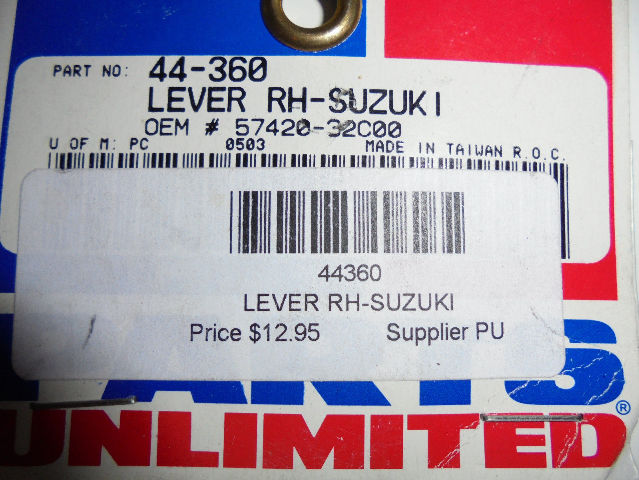 PART NO: 44-360
LEVER RH-SUZUKI
OEM # 57420-32C00
U OF M: PC 0503 MADE IN TAIWAN R.O.C.
44360
LEVER RH-SUZUKI
Price $12.95 Supplier PU
PARTS
UNLIMITED®